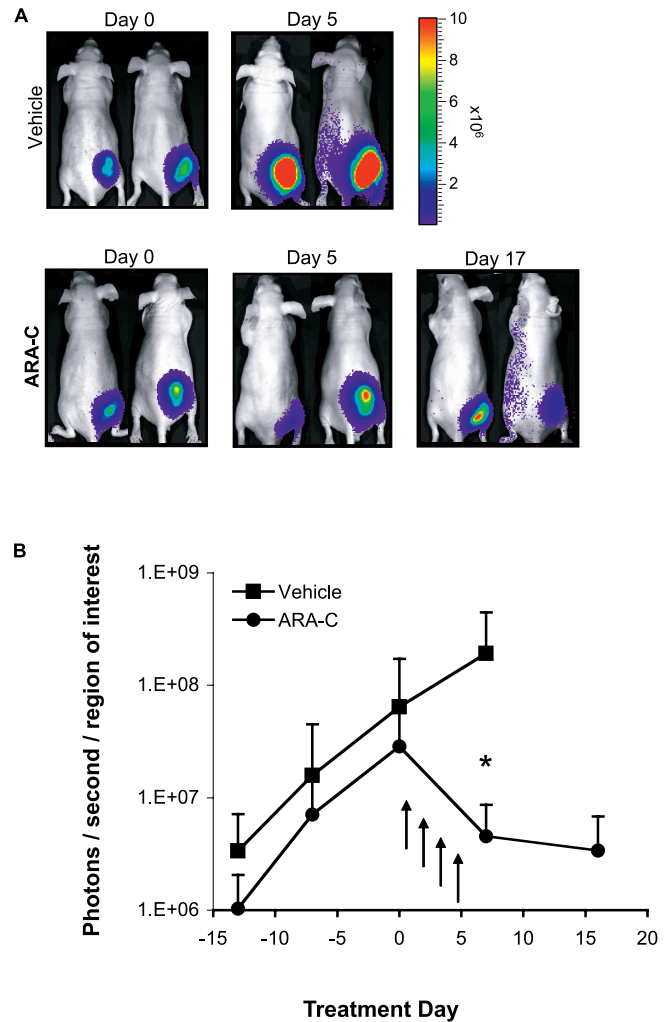 A
Day 0
Day 5
Vehicle
10
8
6
4
2
x10⁶
Day 0
Day 5
Day 17
ARA-C
B
Photons / second / region of interest
1.E+09
1.E+08
1.E+07
1.E+06
Vehicle
ARA-C
*
-15 -10 -5 0 5 10 15 20
Treatment Day